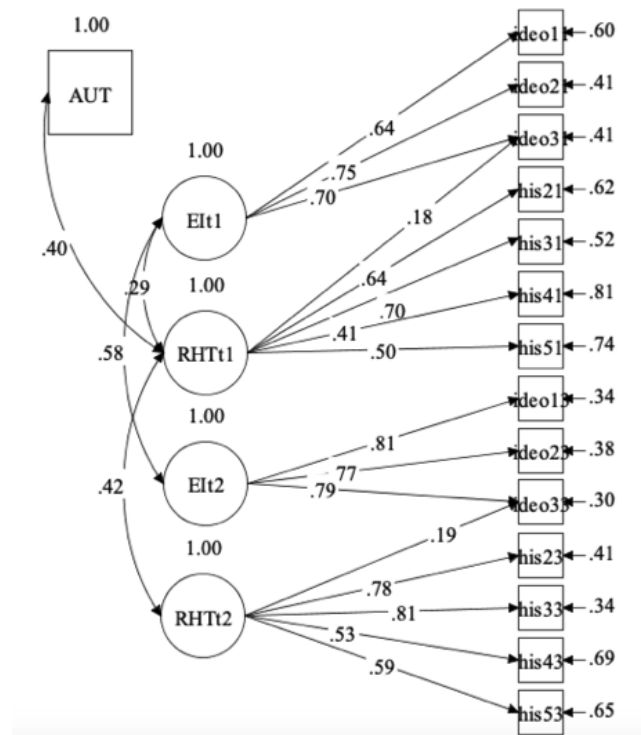 1.00
AUT
1.00
EIt1
1.00
RHTt1
1.00
EIt2
1.00
RHTt2
.40
.29
.58
.42
.64
.75
.70
.18
.64
.70
.41
.50
.81
.77
.79
.19
.78
.81
.53
.59
ideo11 .60
ideo21 .41
ideo31 .41
his21 .62
his31 .52
his41 .81
his51 .74
ideo13 .34
ideo23 .38
ideo33 .30
his23 .41
his33 .34
his43 .69
his53 .65